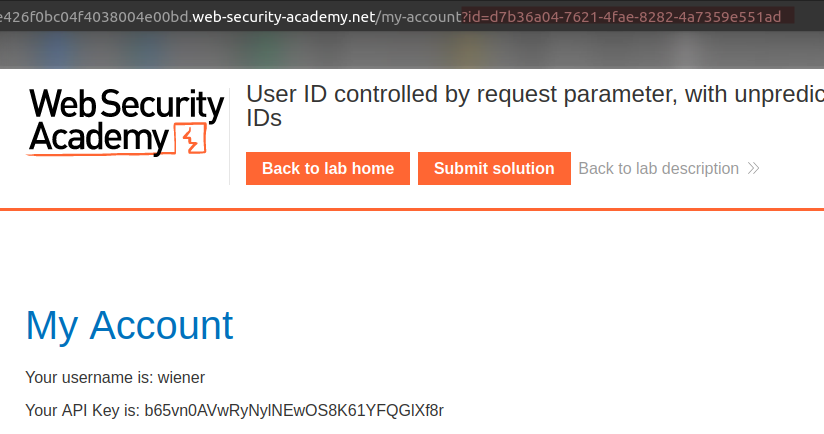 e426f0bc04f4038004e00bd.web-security-academy.net/my-account?id=d7b36a04-7621-4fae-8282-4a7359e551ad
Web Security
Academy
User ID controlled by request parameter, with unpredic
IDs
Back to lab home
Submit solution
Back to lab description
My Account
Your username is: wiener
Your API Key is: b65vn0AVwRyNylNEwOS8K61YFQGlXf8r